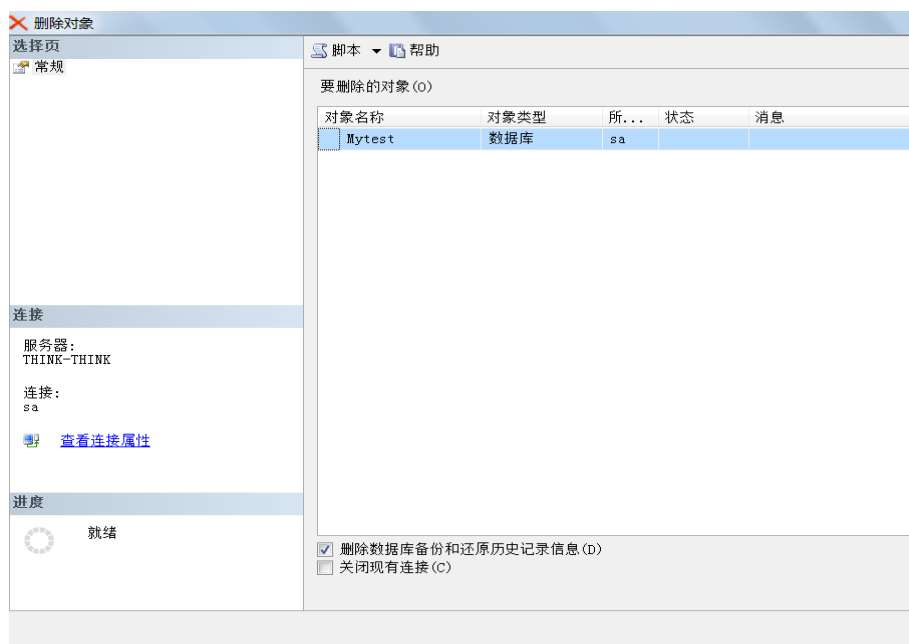 删除对象
选择页
常规
脚本 帮助
要删除的对象(O)
对象名称 对象类型 所... 状态 消息
Mytest 数据库 sa
连接
服务器:
THINK-THINK
连接:
sa
查看连接属性
进度
就绪
删除数据库备份和还原历史记录信息(D)
关闭现有连接(C)